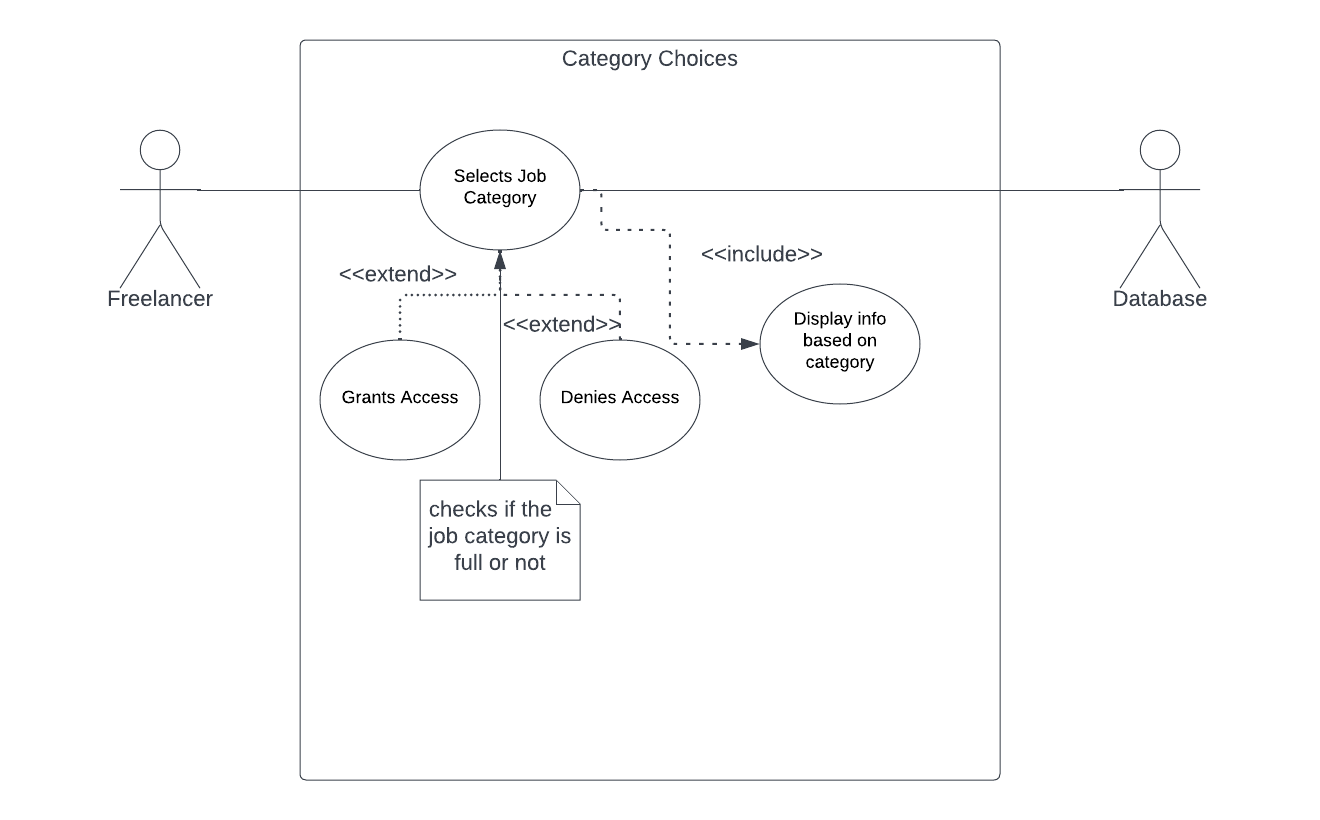 Category Choices
Selects Job
Category
<<include>>
<<extend>>
Freelancer
Database
<<extend>>
Display info
based on
category
Grants Access
Denies Access
checks if the
job category is
full or not